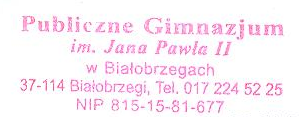 Publiczne Gimnazjum
im. Jana Pawła II
w Białobrzegach
37-114 Białobrzegi, Tel. 017 224 52 25
NIP 815-15-81-677